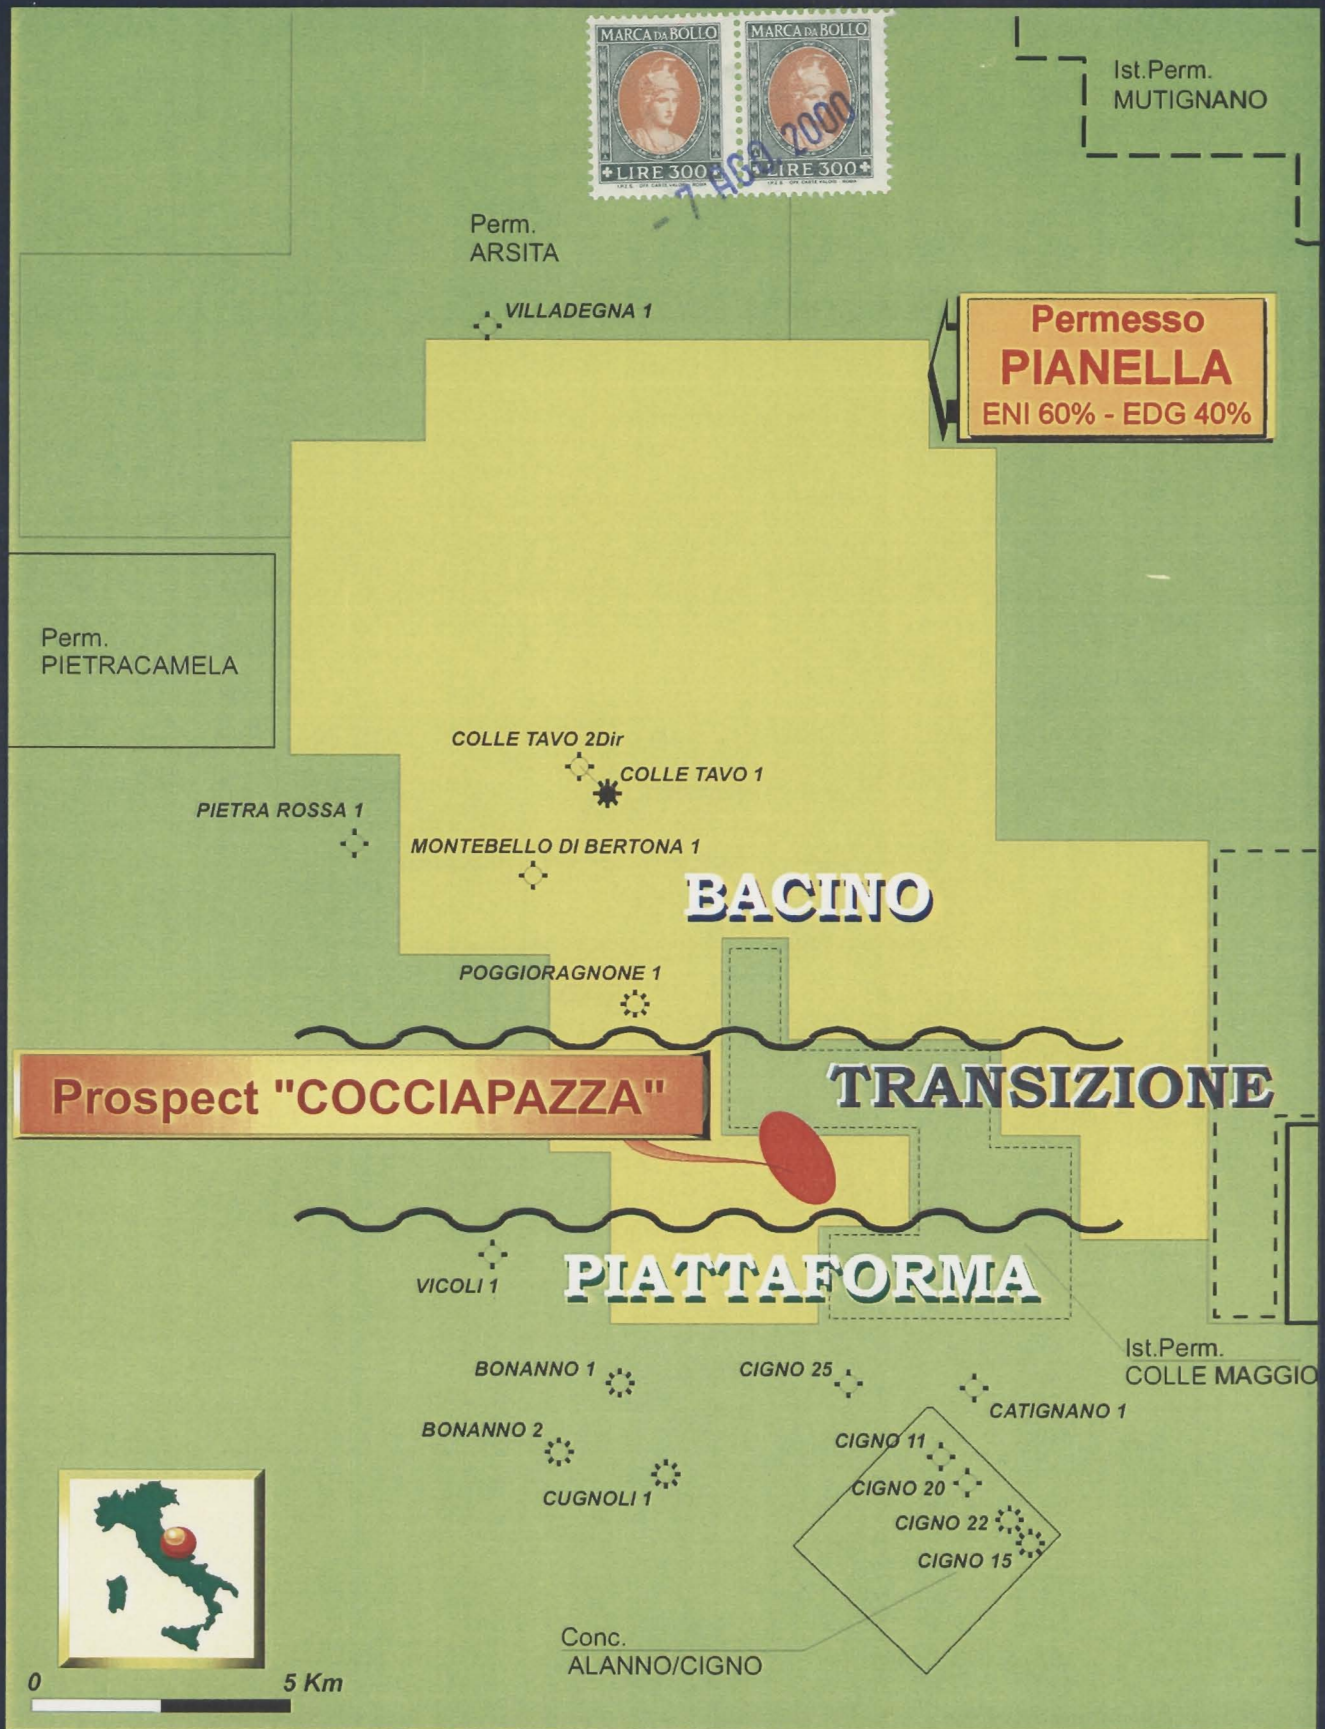 MARCA DA BOLLO
MARCA DA BOLLO
LIRE 300
LIRE 300
- 7 AGO. 2000
Ist.Perm.
MUTIGNANO
Perm.
ARSITA
VILLADEGNA 1
Permesso
PIANELLA
ENI 60% - EDG 40%
Perm.
PIETRACAMELA
COLLE TAVO 2Dir
COLLE TAVO 1
PIETRA ROSSA 1
MONTEBELLO DI BERTONA 1
BACINO
POGGIORAGNONE 1
Prospect "COCCIAPAZZA"
TRANSIZIONE
VICOLI 1
PIATTAFORMA
Ist.Perm.
COLLE MAGGIO
BONANNO 1
CIGNO 25
CATIGNANO 1
BONANNO 2
CIGNO 11
CUGNOLI 1
CIGNO 20
CIGNO 22
CIGNO 15
Conc.
ALANNO/CIGNO
0 5 Km